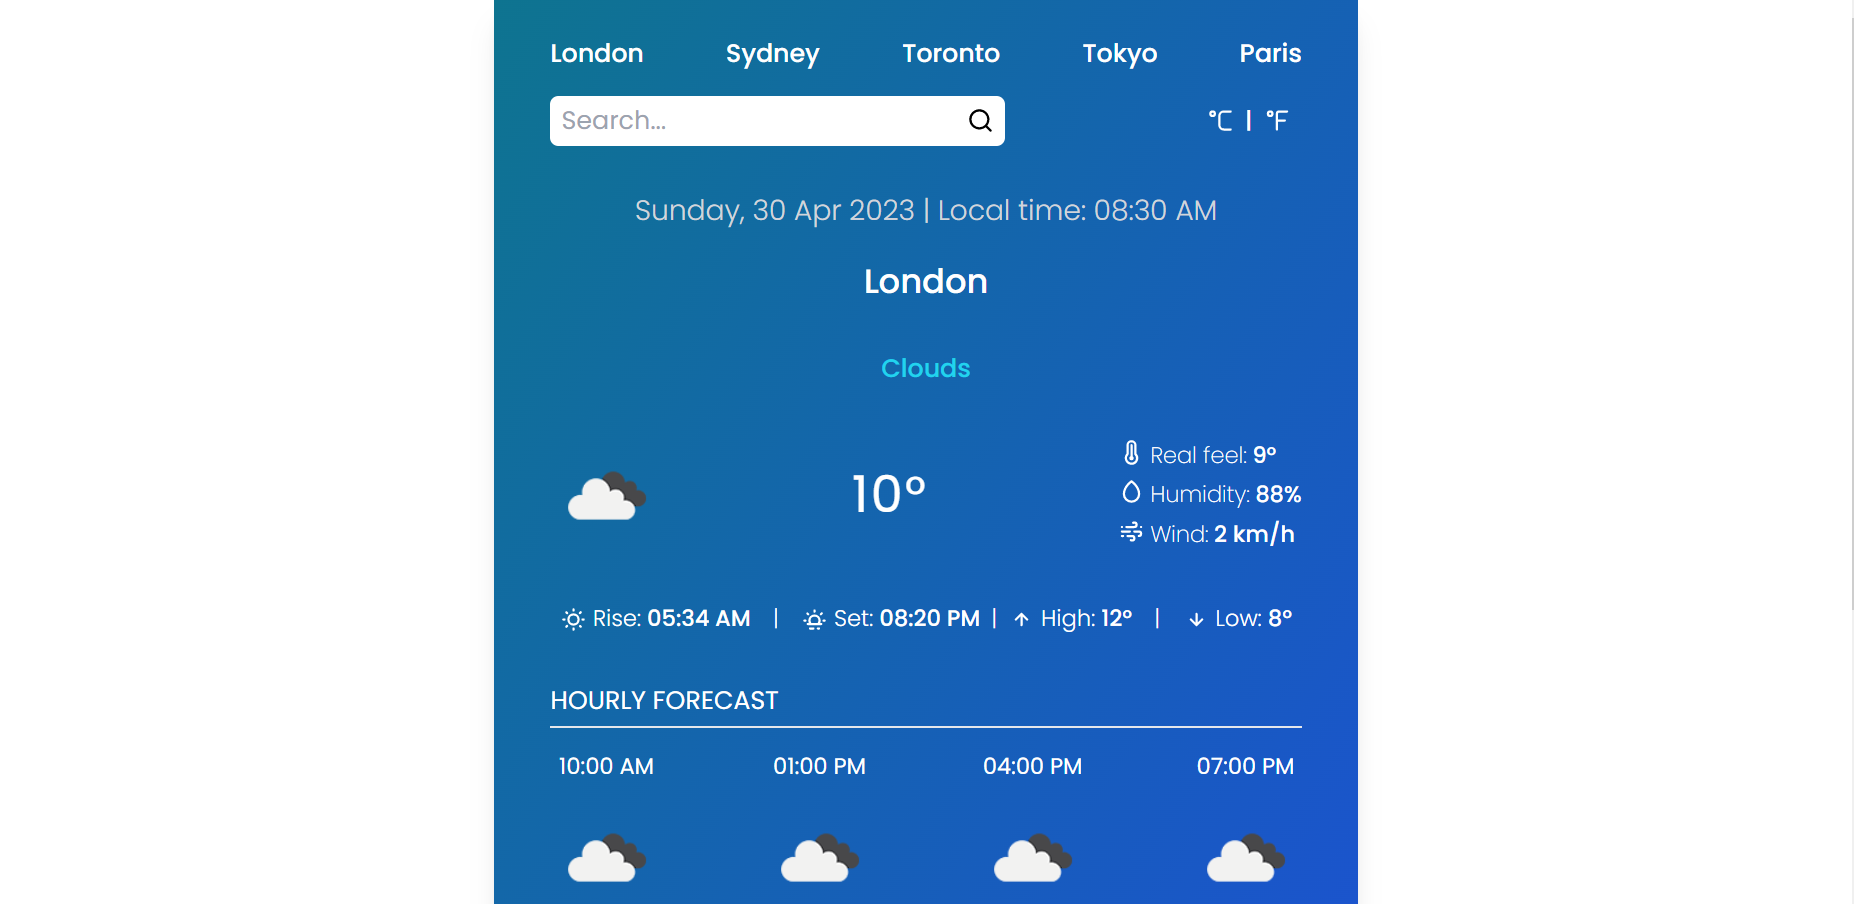 London Sydney Toronto Tokyo Paris
Search... °C | °F
Sunday, 30 Apr 2023 | Local time: 08:30 AM
London
Clouds
10°
Real feel: 9°
Humidity: 88%
Wind: 2 km/h
Rise: 05:34 AM | Set: 08:20 PM | High: 12° | Low: 8°
HOURLY FORECAST
10:00 AM 01:00 PM 04:00 PM 07:00 PM